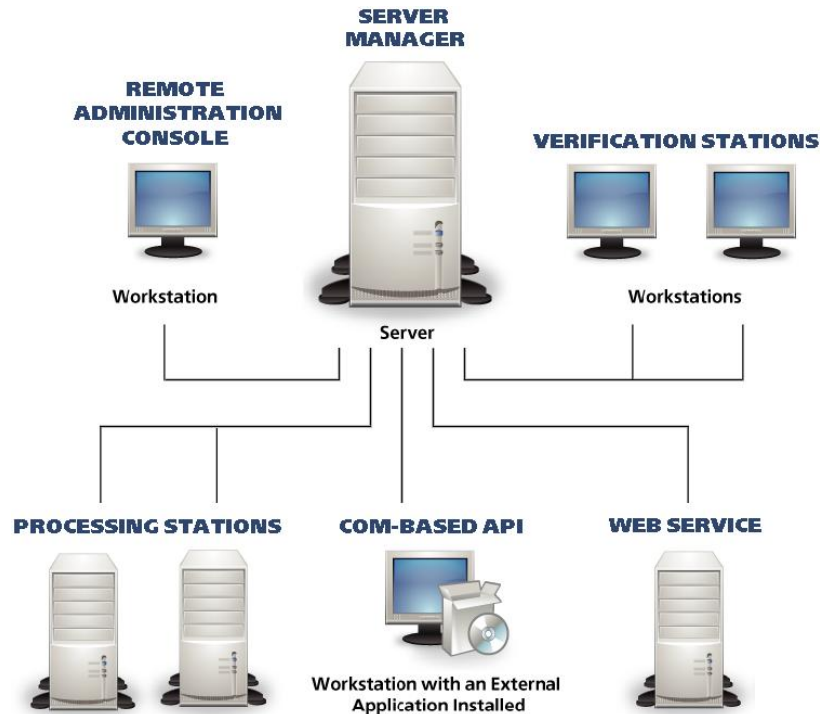 SERVER
MANAGER
REMOTE
ADMINISTRATION
CONSOLE
VERIFICATION STATIONS
Workstation
Workstations
Server
PROCESSING STATIONS
COM-BASED API
WEB SERVICE
Workstation with an External
Application Installed